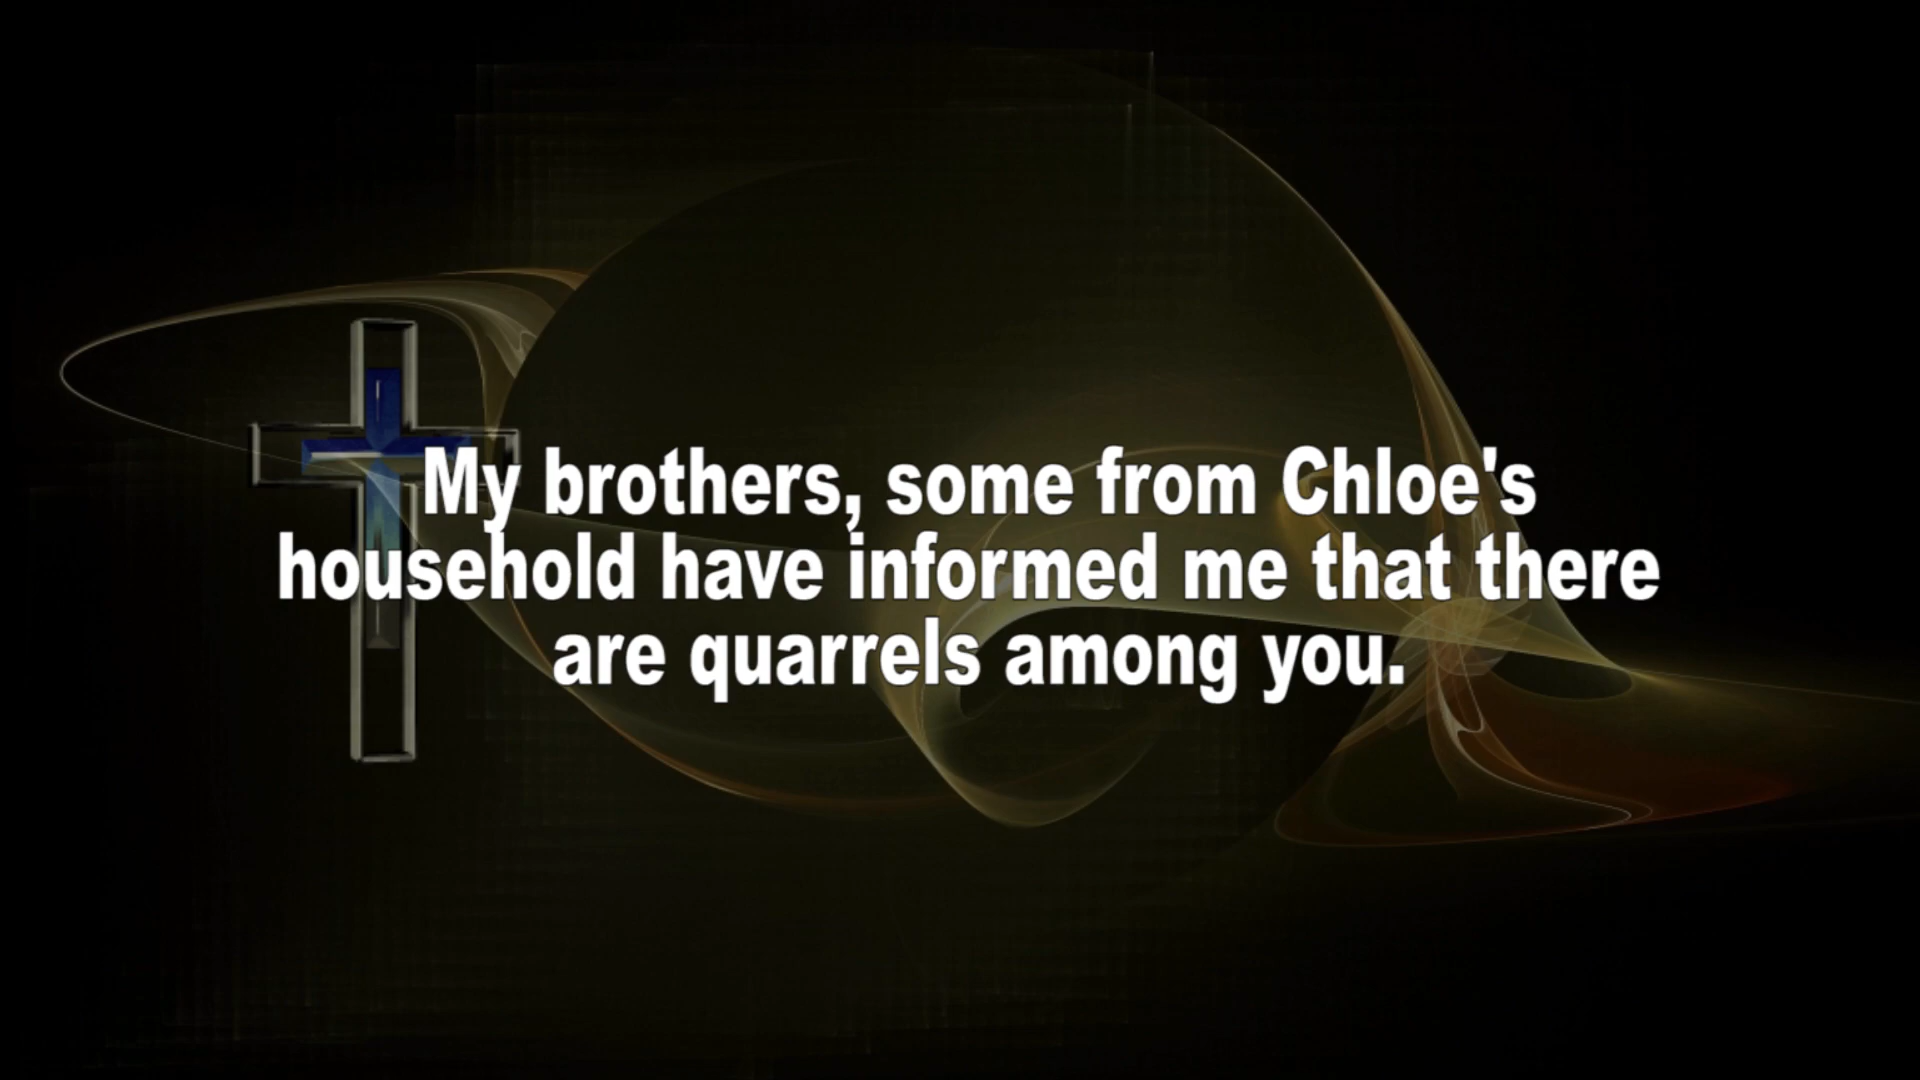 My brothers, some from Chloe's
household have informed me that there
are quarrels among you.